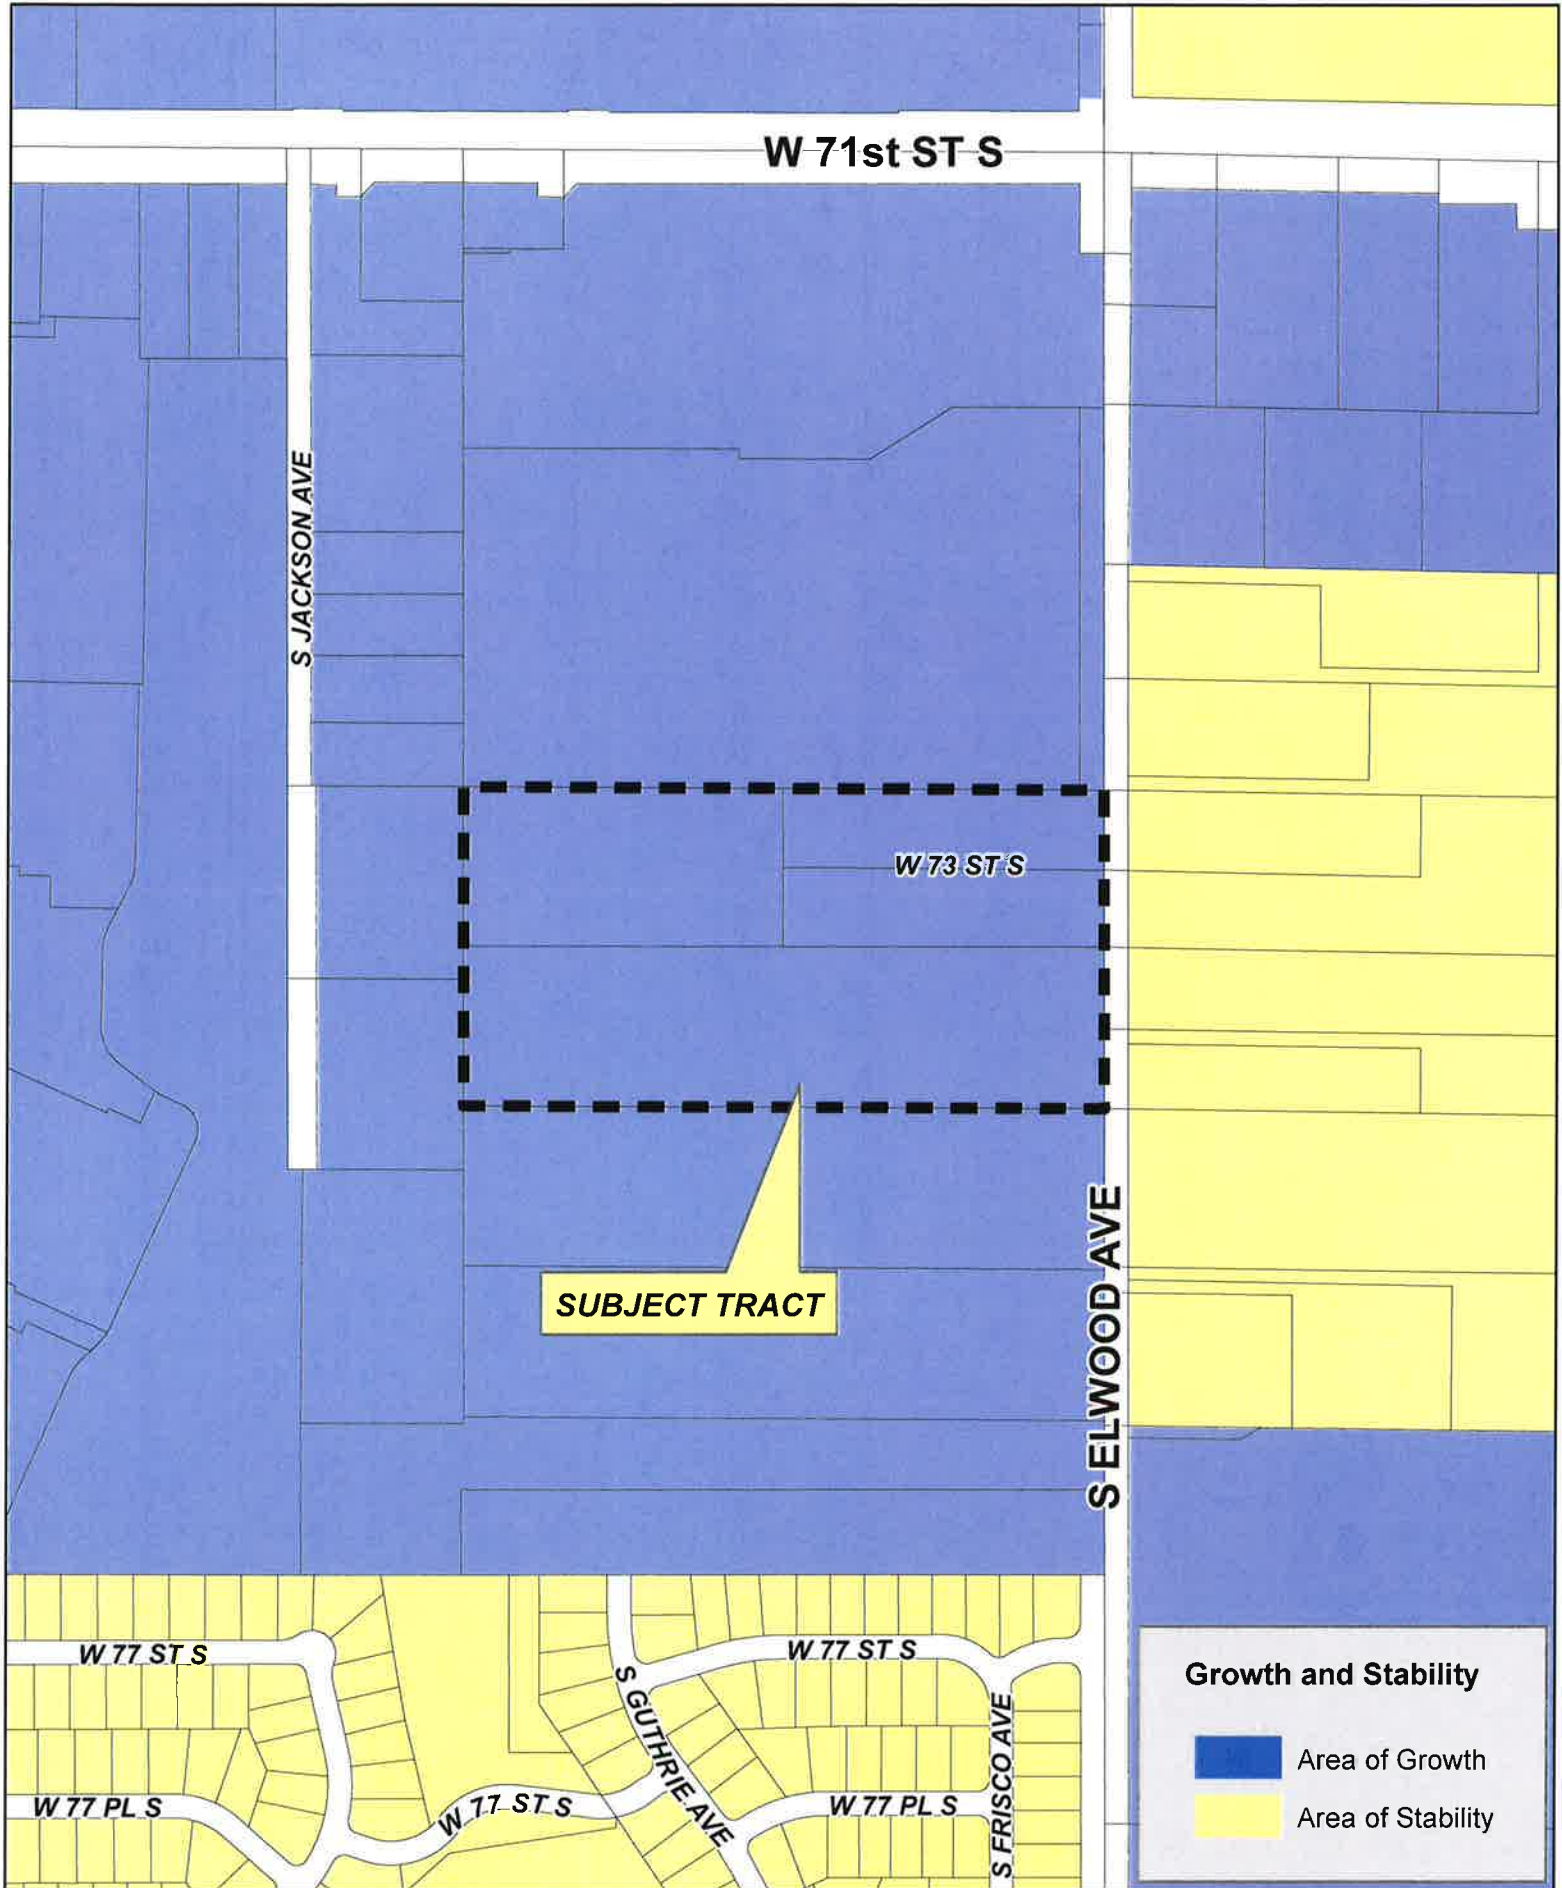 W 71st ST S
S JACKSON AVE
W 73 ST S
SUBJECT TRACT
S ELWOOD AVE
W 77 ST S
W 77 ST S
S GUTHRIE AVE
S FRISCO AVE
W 77 PL S
W 77 ST S
W 77 PL S
Growth and Stability
Area of Growth
Area of Stability